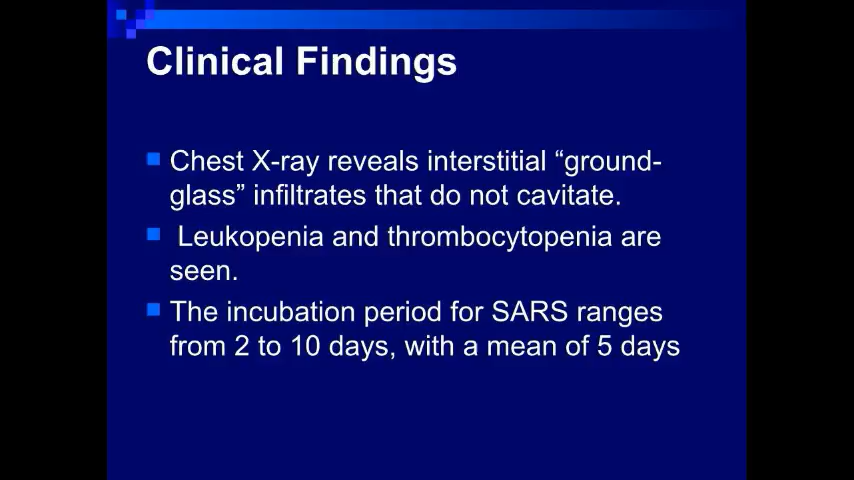 Clinical Findings
Chest X-ray reveals interstitial “ground-
glass” infiltrates that do not cavitate.
Leukopenia and thrombocytopenia are
seen.
The incubation period for SARS ranges
from 2 to 10 days, with a mean of 5 days